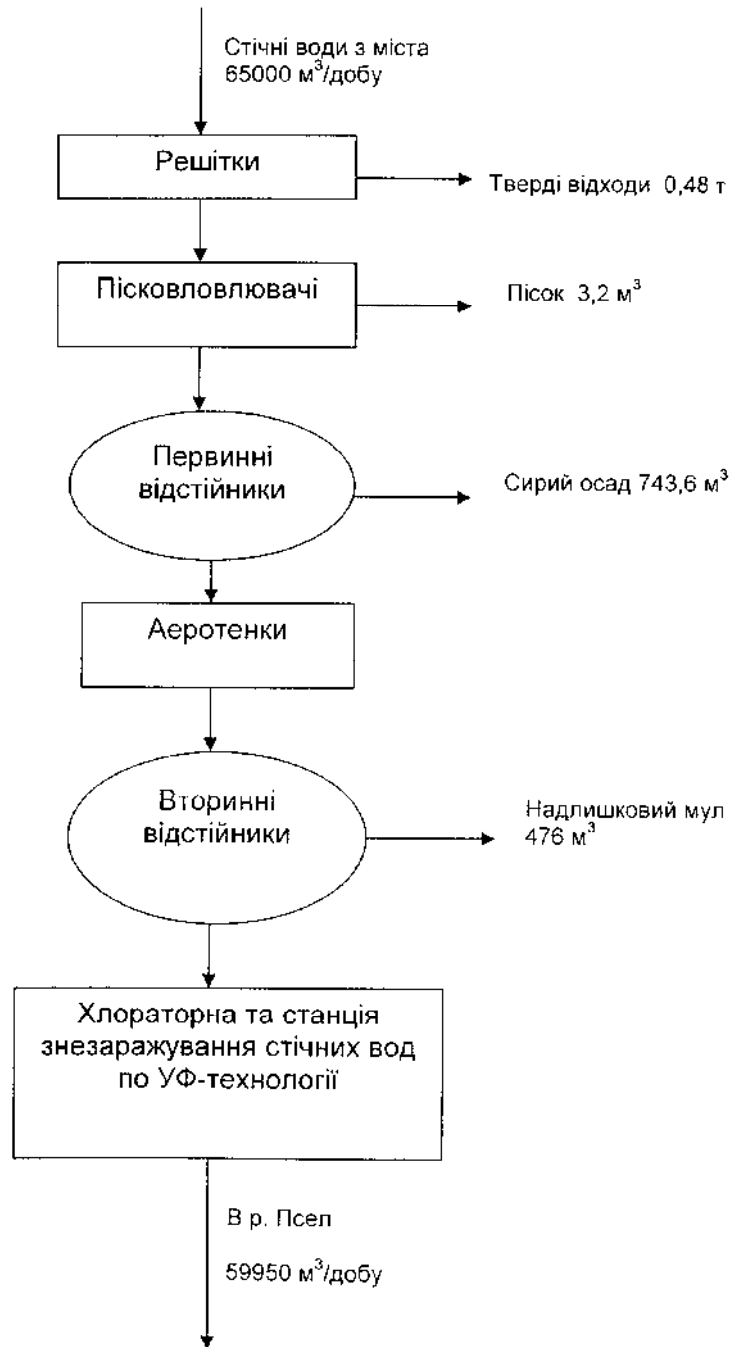 Стічні води з міста
65000 м³/добу
Решітки
Тверді відходи 0,48 т
Пісковловлювачі
Пісок 3,2 м³
Первинні
відстійники
Сирий осад 743,6 м³
Аеротенки
Вторинні
відстійники
Надлишковий мул
476 м³
Хлораторна та станція
знезаражування стічних вод
по УФ-технології
В р. Псел
59950 м³/добу